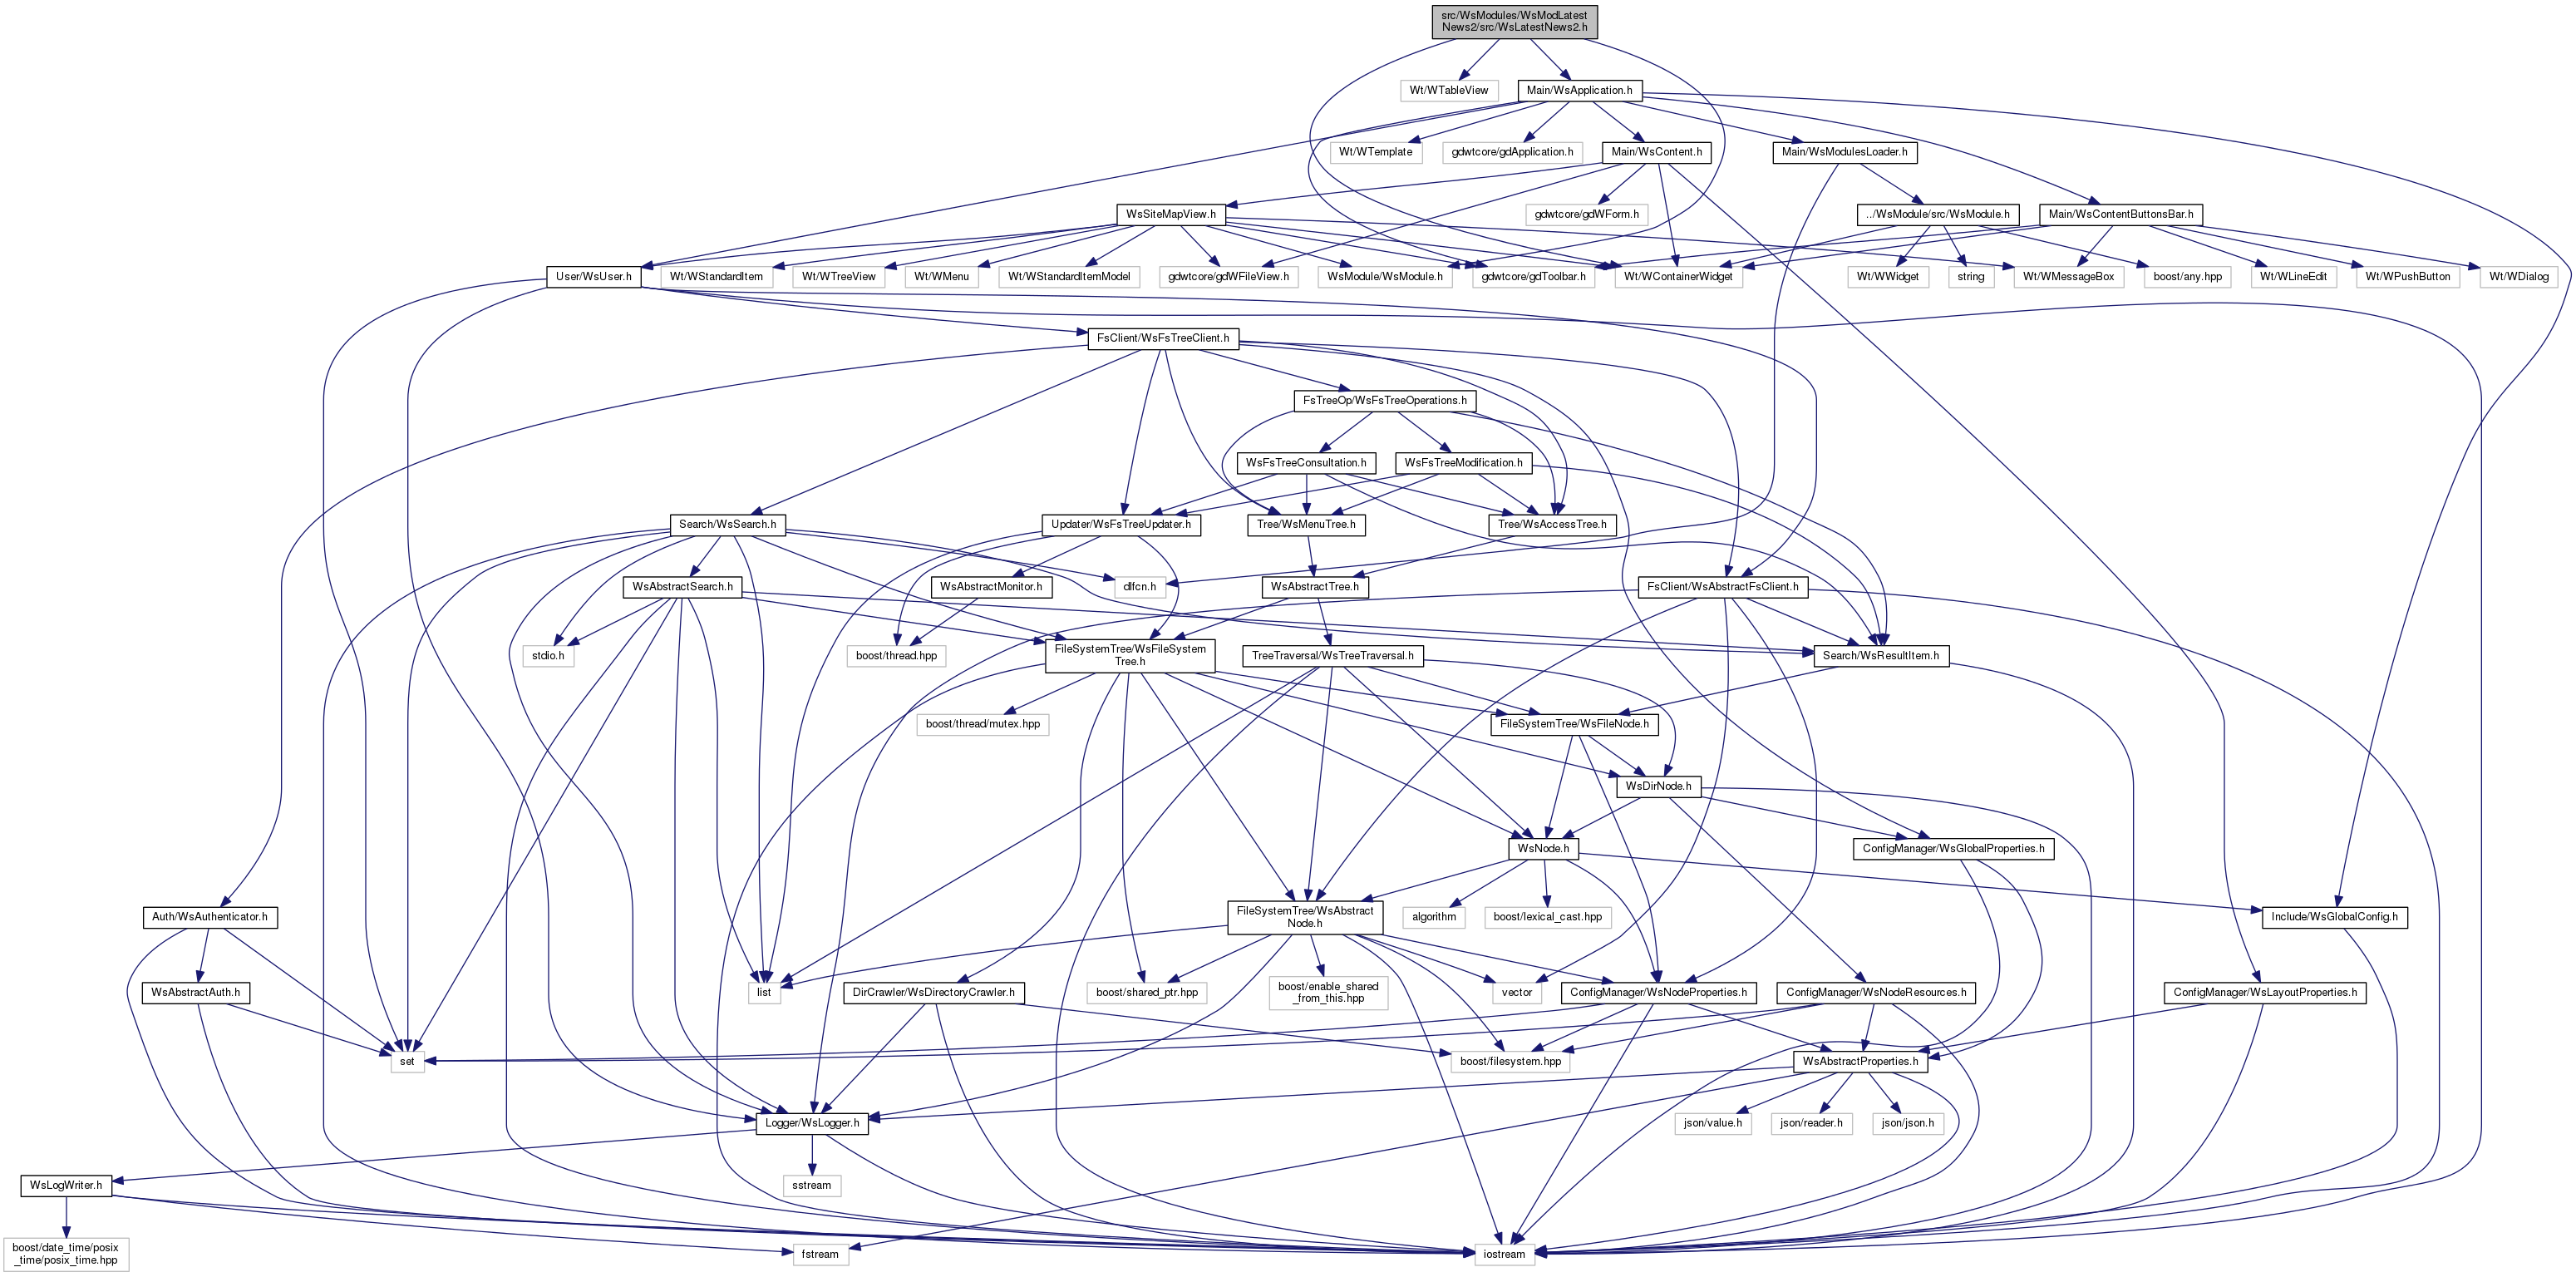 src/WsModules/WsModLatest
News2/src/WsLatestNews2.h
Wt/WTableView
Main/WsApplication.h
Wt/WTemplate
gdwtcore/gdApplication.h
Main/WsContent.h
Main/WsModulesLoader.h
WsSiteMapView.h
gdwtcore/gdWForm.h
../WsModule/src/WsModule.h
Main/WsContentButtonsBar.h
User/WsUser.h
Wt/WStandardItem
Wt/WTreeView
Wt/WMenu
Wt/WStandardItemModel
gdwtcore/gdWFileView.h
WsModule/WsModule.h
gdwtcore/gdToolbar.h
Wt/WContainerWidget
Wt/WWidget
string
Wt/WMessageBox
boost/any.hpp
Wt/WLineEdit
Wt/WPushButton
Wt/WDialog
FsClient/WsFsTreeClient.h
FsTreeOp/WsFsTreeOperations.h
WsFsTreeConsultation.h
WsFsTreeModification.h
Search/WsSearch.h
Updater/WsFsTreeUpdater.h
Tree/WsMenuTree.h
Tree/WsAccessTree.h
WsAbstractSearch.h
WsAbstractMonitor.h
dlfcn.h
WsAbstractTree.h
FsClient/WsAbstractFsClient.h
stdio.h
boost/thread.hpp
FileSystemTree/WsFileSystem
Tree.h
TreeTraversal/WsTreeTraversal.h
Search/WsResultItem.h
boost/thread/mutex.hpp
FileSystemTree/WsFileNode.h
WsDirNode.h
WsNode.h
ConfigManager/WsGlobalProperties.h
Auth/WsAuthenticator.h
FileSystemTree/WsAbstract
Node.h
algorithm
boost/lexical_cast.hpp
Include/WsGlobalConfig.h
WsAbstractAuth.h
list
DirCrawler/WsDirectoryCrawler.h
boost/shared_ptr.hpp
boost/enable_shared
_from_this.hpp
vector
ConfigManager/WsNodeProperties.h
ConfigManager/WsNodeResources.h
ConfigManager/WsLayoutProperties.h
set
boost/filesystem.hpp
WsAbstractProperties.h
Logger/WsLogger.h
json/value.h
json/reader.h
json/json.h
WsLogWriter.h
sstream
boost/date_time/posix
_time/posix_time.hpp
fstream
iostream